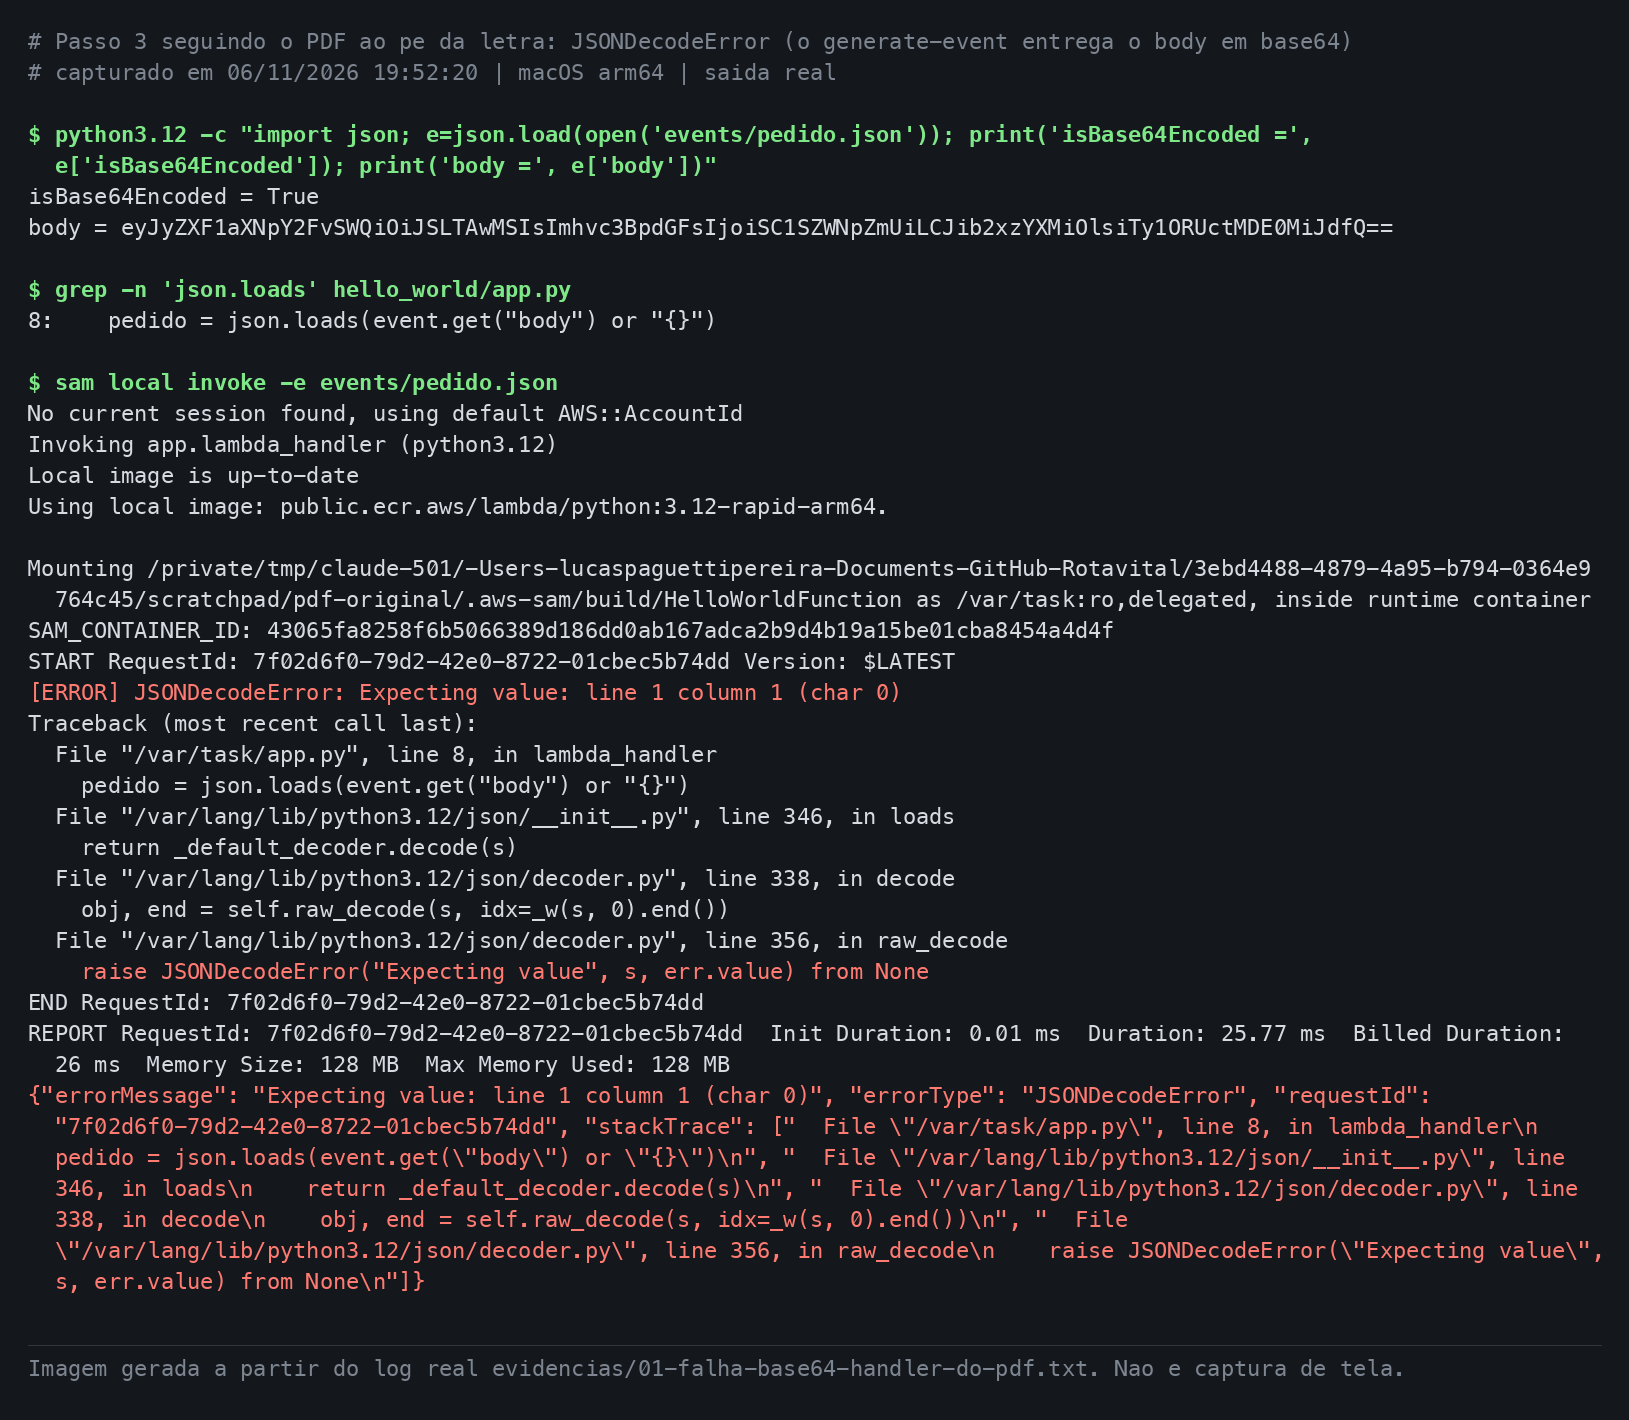 # Passo 3 seguindo o PDF ao pe da letra: JSONDecodeError (o generate-event entrega o body em base64)
# capturado em 06/11/2026 19:52:20 | macOS arm64 | saida real
$ python3.12 -c "import json; e=json.load(open('events/pedido.json')); print('isBase64Encoded =',
e['isBase64Encoded']); print('body =', e['body'])"
isBase64Encoded = True
body = eyJyZXF1aXNpY2FvSWQiOiJSLTAwMSIsImhvc3BpdGFsIjoiSC1SZWNpZmUiLCJib2xzYXMiOlsiTy1ORUctMDE0MiJdfQ==
$ grep -n 'json.loads' hello_world/app.py
8:    pedido = json.loads(event.get("body") or "{}")
$ sam local invoke -e events/pedido.json
No current session found, using default AWS::AccountId
Invoking app.lambda_handler (python3.12)
Local image is up-to-date
Using local image: public.ecr.aws/lambda/python:3.12-rapid-arm64.
Mounting /private/tmp/claude-501/-Users-lucaspaguettipereira-Documents-GitHub-Rotavital/3ebd4488-4879-4a95-b794-0364e9
764c45/scratchpad/pdf-original/.aws-sam/build/HelloWorldFunction as /var/task:ro,delegated, inside runtime container
SAM_CONTAINER_ID: 43065fa8258f6b5066389d186dd0ab167adca2b9d4b19a15be01cba8454a4d4f
START RequestId: 7f02d6f0-79d2-42e0-8722-01cbec5b74dd Version: $LATEST
[ERROR] JSONDecodeError: Expecting value: line 1 column 1 (char 0)
Traceback (most recent call last):
  File "/var/task/app.py", line 8, in lambda_handler
    pedido = json.loads(event.get("body") or "{}")
  File "/var/lang/lib/python3.12/json/__init__.py", line 346, in loads
    return _default_decoder.decode(s)
  File "/var/lang/lib/python3.12/json/decoder.py", line 338, in decode
    obj, end = self.raw_decode(s, idx=_w(s, 0).end())
  File "/var/lang/lib/python3.12/json/decoder.py", line 356, in raw_decode
    raise JSONDecodeError("Expecting value", s, err.value) from None
END RequestId: 7f02d6f0-79d2-42e0-8722-01cbec5b74dd
REPORT RequestId: 7f02d6f0-79d2-42e0-8722-01cbec5b74dd  Init Duration: 0.01 ms  Duration: 25.77 ms  Billed Duration:
26 ms  Memory Size: 128 MB  Max Memory Used: 128 MB
{"errorMessage": "Expecting value: line 1 column 1 (char 0)", "errorType": "JSONDecodeError", "requestId":
"7f02d6f0-79d2-42e0-8722-01cbec5b74dd", "stackTrace": ["  File \"/var/task/app.py\", line 8, in lambda_handler\n
pedido = json.loads(event.get(\"body\") or \"{}\")\n", "  File \"/var/lang/lib/python3.12/json/__init__.py\", line
346, in loads\n    return _default_decoder.decode(s)\n", "  File \"/var/lang/lib/python3.12/json/decoder.py\", line
338, in decode\n    obj, end = self.raw_decode(s, idx=_w(s, 0).end())\n", "  File
\"/var/lang/lib/python3.12/json/decoder.py\", line 356, in raw_decode\n    raise JSONDecodeError(\"Expecting value\",
s, err.value) from None\n"]}
Imagem gerada a partir do log real evidencias/01-falha-base64-handler-do-pdf.txt. Nao e captura de tela.